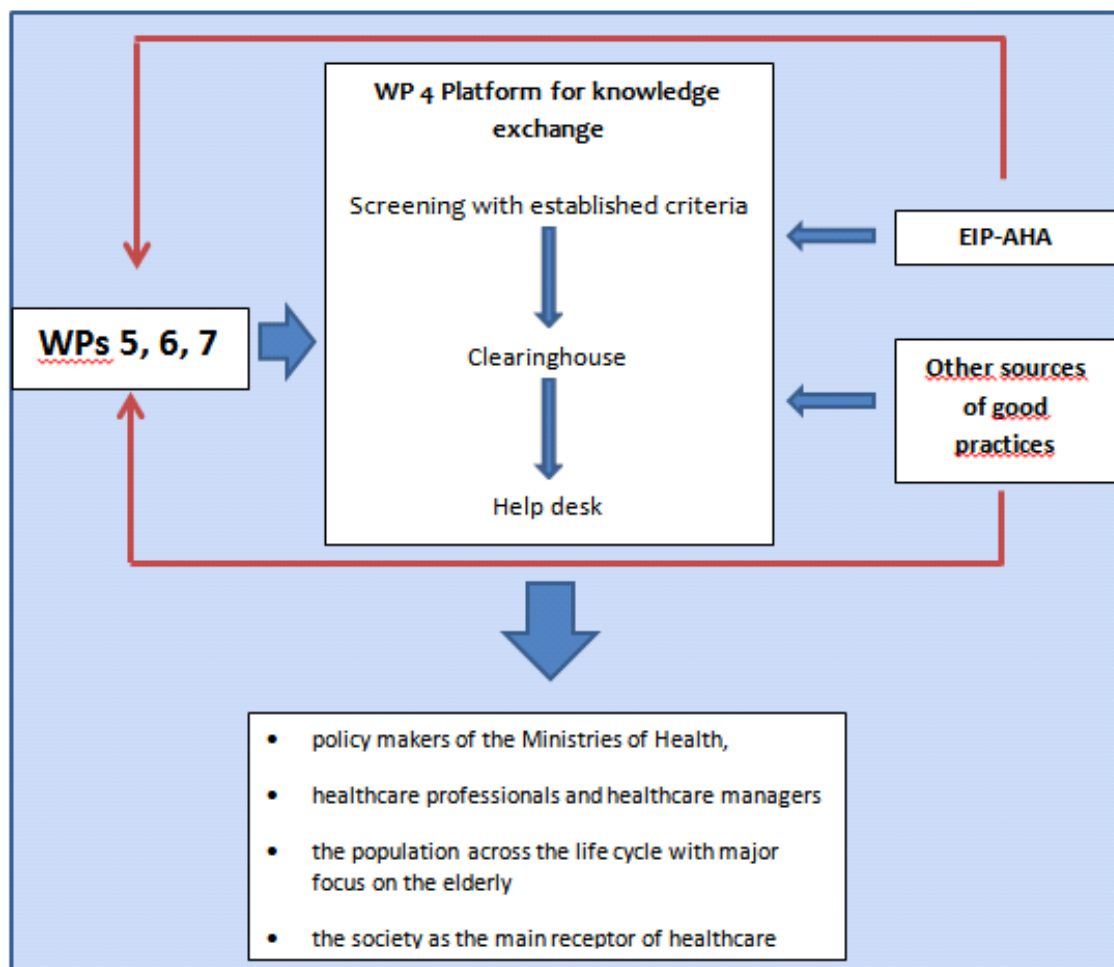 WP 4 Platform for knowledge
exchange
Screening with established criteria
EIP-AHA
WPs 5, 6, 7
Clearinghouse
Other sources
of good
practices
Help desk
• policy makers of the Ministries of Health,
• healthcare professionals and healthcare managers
• the population across the life cycle with major
focus on the elderly
• the society as the main receptor of healthcare